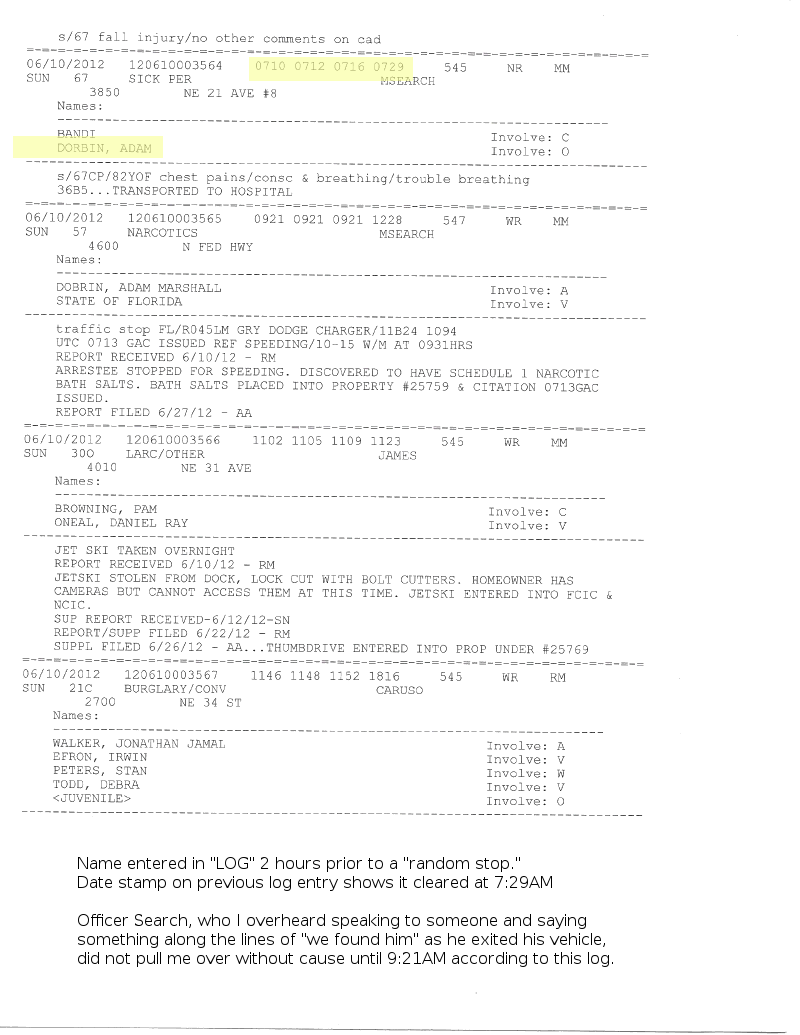 s/67 fall injury/no other comments on cad
=-=-=-=-=-=-=-=-=-=-=-=-=-=-=-=-=-=-=-=-=-=-=-=-=-=-=-=-=-=-=-=-=-=-=-=-=-=-=-=
06/10/2012 120610003564 0710 0712 0716 0729 545 NR MM
SUN 67 SICK PER MSEARCH
3850 NE 21 AVE #8
Names:
------------------------------------------------------------------------
BANDI Involve: C
DORBIN, ADAM Involve: O
--------------------------------------------------------------------------------
s/67CP/82YOF chest pains/consc & breathing/trouble breathing
36B5...TRANSPORTED TO HOSPITAL
=-=-=-=-=-=-=-=-=-=-=-=-=-=-=-=-=-=-=-=-=-=-=-=-=-=-=-=-=-=-=-=-=-=-=-=-=-=-=-=
06/10/2012 120610003565 0921 0921 0921 1228 547 WR MM
SUN 57 NARCOTICS MSEARCH
4600 N FED HWY
Names:
------------------------------------------------------------------------
DOBRIN, ADAM MARSHALL Involve: A
STATE OF FLORIDA Involve: V
--------------------------------------------------------------------------------
traffic stop FL/R045LM GRY DODGE CHARGER/11B24 1094
UTC 0713 GAC ISSUED REF SPEEDING/10-15 W/M AT 0931HRS
REPORT RECEIVED 6/10/12 - RM
ARRESTEE STOPPED FOR SPEEDING. DISCOVERED TO HAVE SCHEDULE 1 NARCOTIC
BATH SALTS. BATH SALTS PLACED INTO PROPERTY #25759 & CITATION 0713GAC
ISSUED.
REPORT FILED 6/27/12 - AA
=-=-=-=-=-=-=-=-=-=-=-=-=-=-=-=-=-=-=-=-=-=-=-=-=-=-=-=-=-=-=-=-=-=-=-=-=-=-=-=
06/10/2012 120610003566 1102 1105 1109 1123 545 WR MM
SUN 30O LARC/OTHER JAMES
4010 NE 31 AVE
Names:
------------------------------------------------------------------------
BROWNING, PAM Involve: C
ONEAL, DANIEL RAY Involve: V
--------------------------------------------------------------------------------
JET SKI TAKEN OVERNIGHT
REPORT RECEIVED 6/10/12 - RM
JETSKI STOLEN FROM DOCK, LOCK CUT WITH BOLT CUTTERS. HOMEOWNER HAS
CAMERAS BUT CANNOT ACCESS THEM AT THIS TIME. JETSKI ENTERED INTO FCIC &
NCIC.
SUP REPORT RECEIVED-6/12/12-SN
REPORT/SUPP FILED 6/22/12 - RM
SUPPL FILED 6/26/12 - AA...THUMBDRIVE ENTERED INTO PROP UNDER #25769
=-=-=-=-=-=-=-=-=-=-=-=-=-=-=-=-=-=-=-=-=-=-=-=-=-=-=-=-=-=-=-=-=-=-=-=-=-=-=-=
06/10/2012 120610003567 1146 1148 1152 1816 545 WR RM
SUN 21C BURGLARY/CONV CARUSO
2700 NE 34 ST
Names:
------------------------------------------------------------------------
WALKER, JONATHAN JAMAL Involve: A
EFRON, IRWIN Involve: V
PETERS, STAN Involve: W
TODD, DEBRA Involve: V
<JUVENILE> Involve: O
--------------------------------------------------------------------------------
Name entered in "LOG" 2 hours prior to a "random stop."
Date stamp on previous log entry shows it cleared at 7:29AM
Officer Search, who I overheard speaking to someone and saying
something along the lines of "we found him" as he exited his vehicle,
did not pull me over without cause until 9:21AM according to this log.